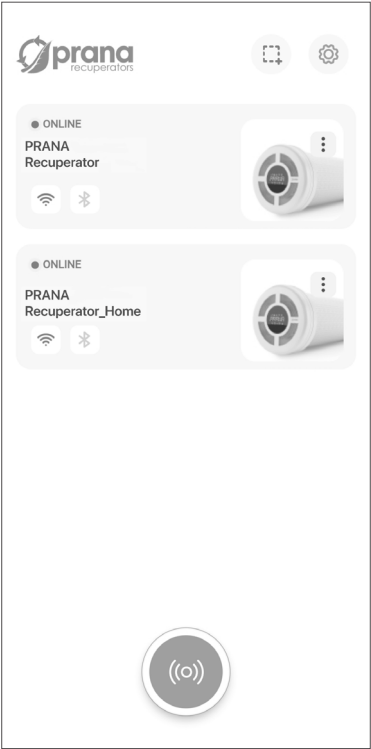 prana
recuperators
ONLINE
PRANA
Recuperator
ONLINE
PRANA
Recuperator_Home